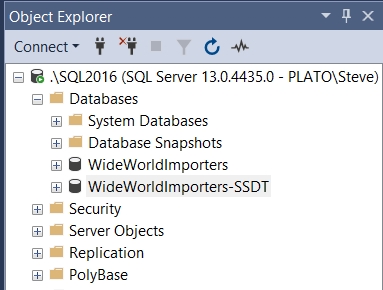 Object Explorer
Connect
.\SQL2016 (SQL Server 13.0.4435.0 - PLATO\Steve)
Databases
System Databases
Database Snapshots
WideWorldImporters
WideWorldImporters-SSDT
Security
Server Objects
Replication
PolyBase